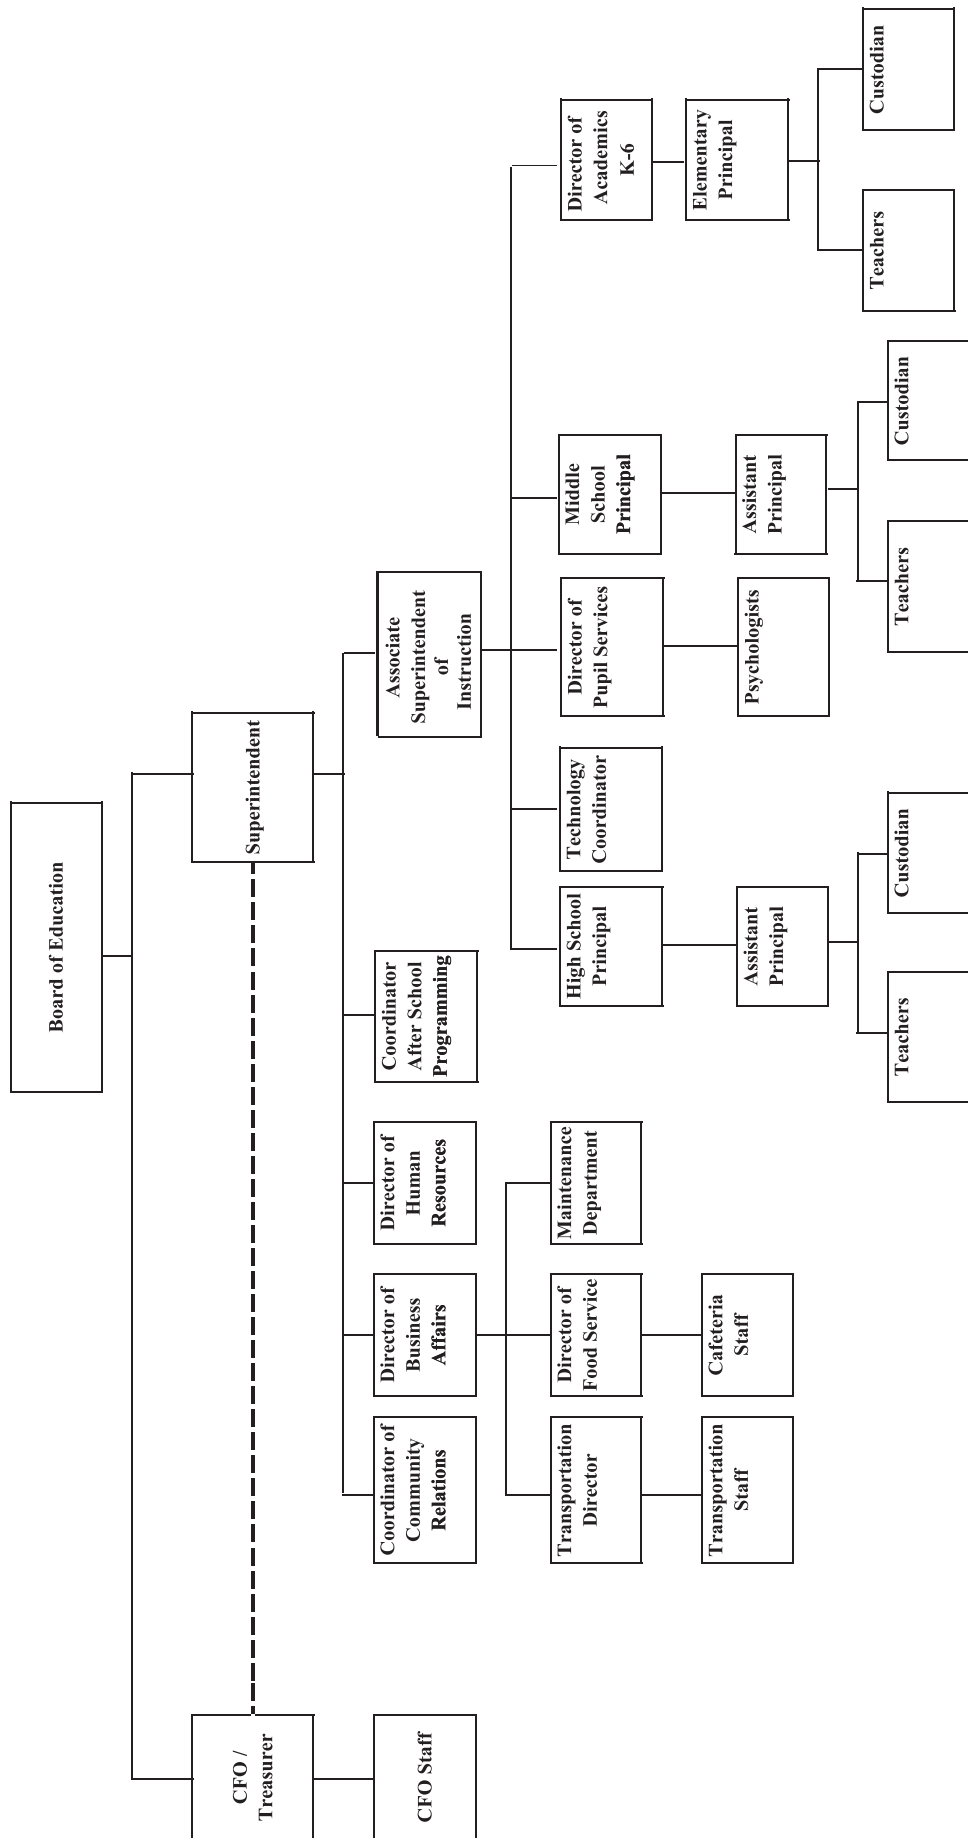 Board of Education
CFO /
Treasurer
Superintendent
CFO Staff
Coordinator of
Community
Relations
Director of
Business
Affairs
Director of
Human
Resources
Coordinator
After School
Programming
Associate
Superintendent
of
Instruction
Transportation
Director
Director of
Food Service
Maintenance
Department
Transportation
Staff
Cafeteria
Staff
High School
Principal
Technology
Coordinator
Director of
Pupil Services
Middle
School
Principal
Director of
Academics
K-6
Assistant
Principal
Psychologists
Assistant
Principal
Elementary
Principal
Teachers
Custodian
Teachers
Custodian
Teachers
Custodian